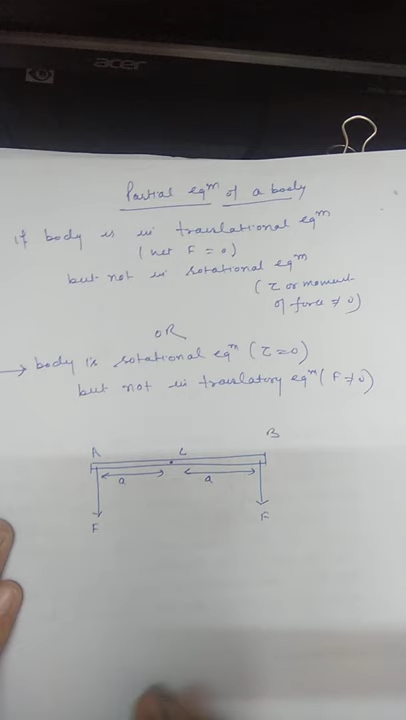 acer
Partial eqᵐ of a body
if body is in translational eqᵐ
( net F = 0 )
but not in rotational eqᵐ
( τ or moment
of force ≠ 0 )
OR
→ body is rotational eqᵐ ( τ = 0 )
but not in translatory eqᵐ ( F ≠ 0 )
A C B
a a
F F